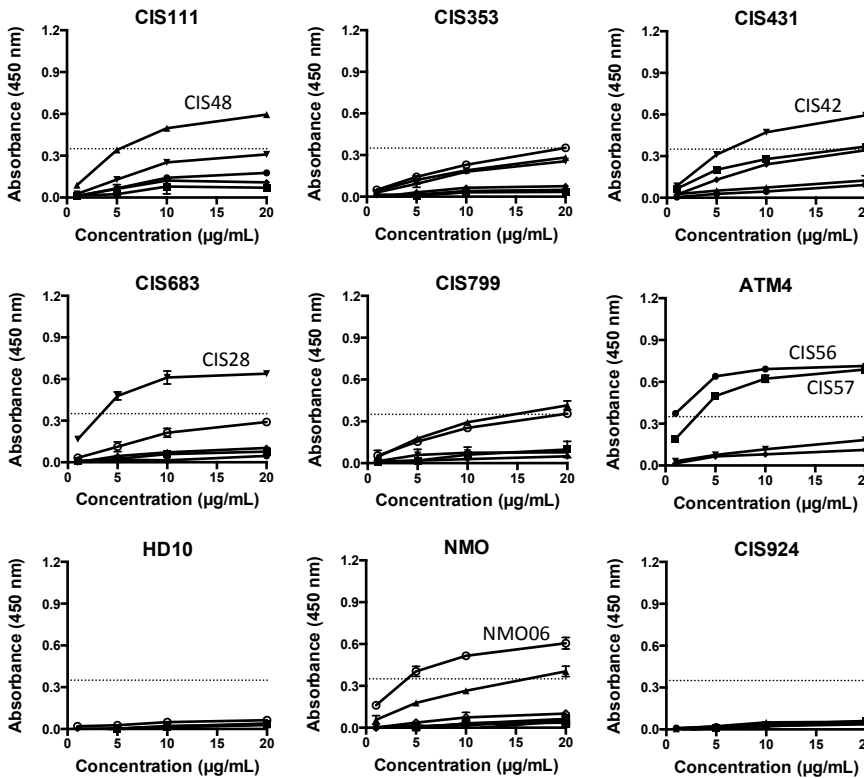 CIS111
Absorbance (450 nm)
1.2
0.9
0.6
0.3
0.0
CIS48
0 5 10 15 20
Concentration (µg/mL)
CIS353
Absorbance (450 nm)
1.2
0.9
0.6
0.3
0.0
0 5 10 15 20
Concentration (µg/mL)
CIS431
Absorbance (450 nm)
1.2
0.9
0.6
0.3
0.0
CIS42
0 5 10 15 20
Concentration (µg/mL)
CIS683
Absorbance (450 nm)
1.2
0.9
0.6
0.3
0.0
CIS28
0 5 10 15 20
Concentration (µg/mL)
CIS799
Absorbance (450 nm)
1.2
0.9
0.6
0.3
0.0
0 5 10 15 20
Concentration (µg/mL)
ATM4
Absorbance (450 nm)
1.2
0.9
0.6
0.3
0.0
CIS56
CIS57
0 5 10 15 20
Concentration (µg/mL)
HD10
Absorbance (450 nm)
1.2
0.9
0.6
0.3
0.0
0 5 10 15 20
Concentration (µg/mL)
NMO
Absorbance (450 nm)
1.2
0.9
0.6
0.3
0.0
NMO06
0 5 10 15 20
Concentration (µg/mL)
CIS924
Absorbance (450 nm)
1.2
0.9
0.6
0.3
0.0
0 5 10 15 20
Concentration (µg/mL)